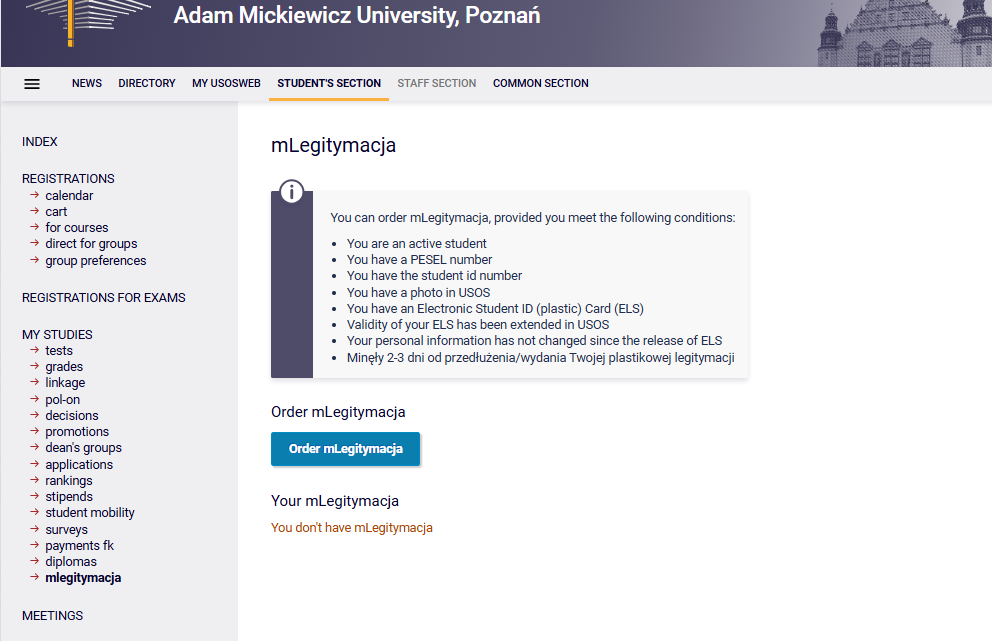 Adam Mickiewicz University, Poznań
NEWS DIRECTORY MY USOSWEB STUDENT'S SECTION STAFF SECTION COMMON SECTION
INDEX
REGISTRATIONS
calendar
cart
for courses
direct for groups
group preferences
REGISTRATIONS FOR EXAMS
MY STUDIES
tests
grades
linkage
pol-on
decisions
promotions
dean's groups
applications
rankings
stipends
student mobility
surveys
payments fk
diplomas
mlegitymacja
MEETINGS
mLegitymacja
You can order mLegitymacja, provided you meet the following conditions:
You are an active student
You have a PESEL number
You have the student id number
You have a photo in USOS
You have an Electronic Student ID (plastic) Card (ELS)
Validity of your ELS has been extended in USOS
Your personal information has not changed since the release of ELS
Minęły 2-3 dni od przedłużenia/wydania Twojej plastikowej legitymacji
Order mLegitymacja
Order mLegitymacja
Your mLegitymacja
You don't have mLegitymacja